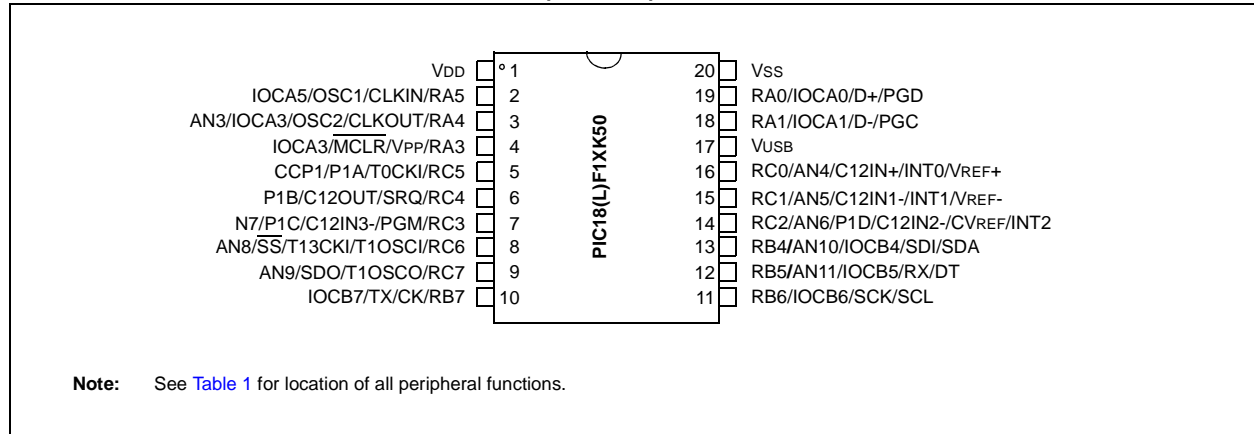 VDD 1
IOCA5/OSC1/CLKIN/RA5 2
AN3/IOCA3/OSC2/CLKOUT/RA4 3
IOCA3/MCLR/VPP/RA3 4
CCP1/P1A/T0CKI/RC5 5
P1B/C12OUT/SRQ/RC4 6
N7/P1C/C12IN3-/PGM/RC3 7
AN8/SS/T13CKI/T1OSCI/RC6 8
AN9/SDO/T1OSCO/RC7 9
IOCB7/TX/CK/RB7 10
PIC18(L)F1XK50
20 VSS
19 RA0/IOCA0/D+/PGD
18 RA1/IOCA1/D-/PGC
17 VUSB
16 RC0/AN4/C12IN+/INT0/VREF+
15 RC1/AN5/C12IN1-/INT1/VREF-
14 RC2/AN6/P1D/C12IN2-/CVREF/INT2
13 RB4/AN10/IOCB4/SDI/SDA
12 RB5/AN11/IOCB5/RX/DT
11 RB6/IOCB6/SCK/SCL
Note: See Table 1 for location of all peripheral functions.